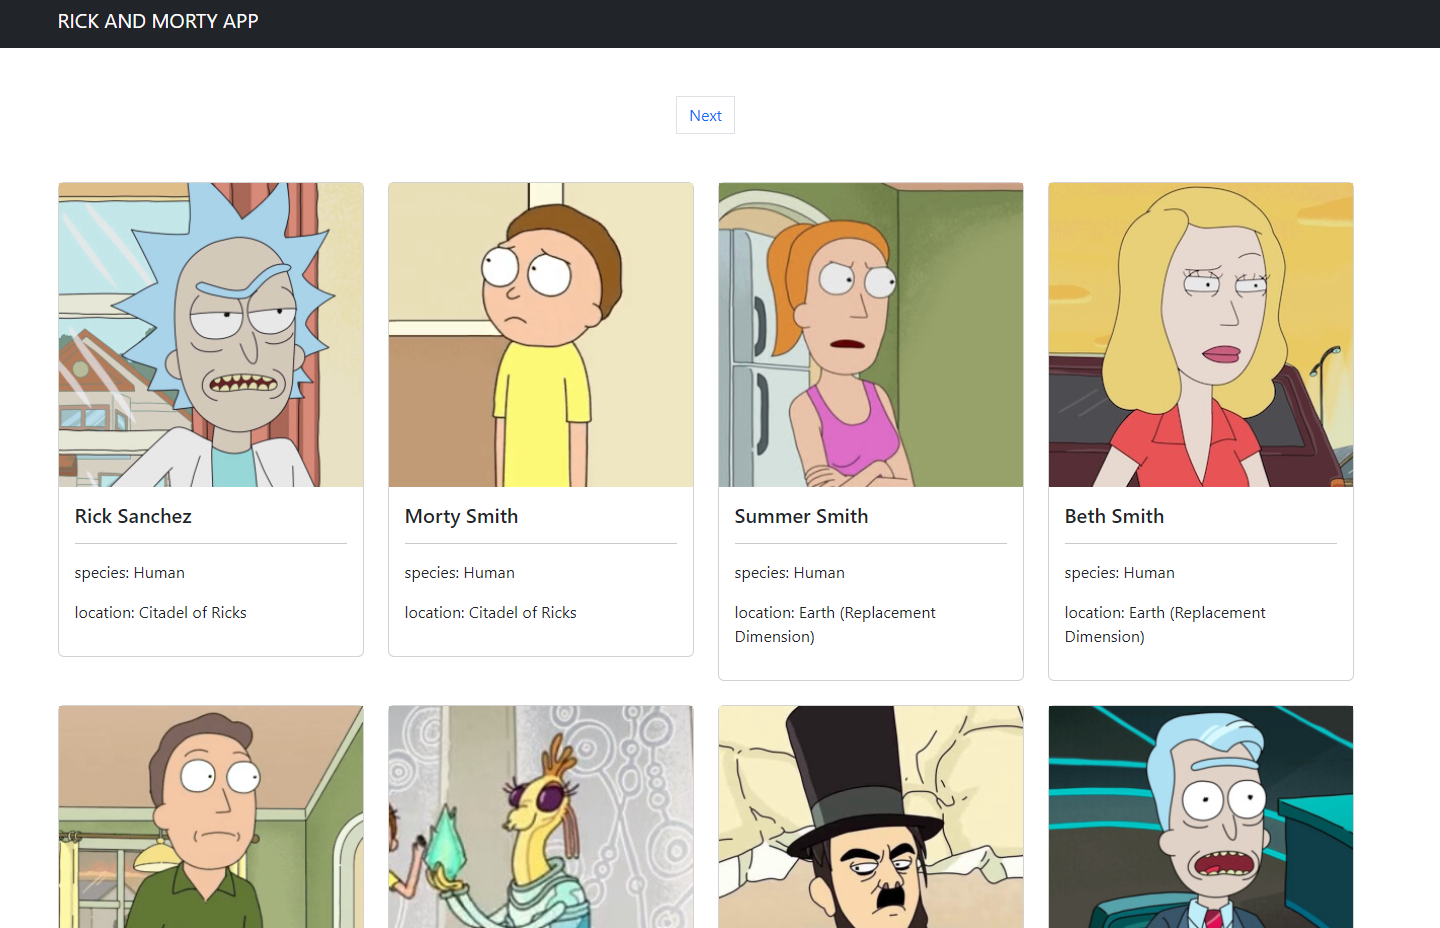 RICK AND MORTY APP
Next
Rick Sanchez
species: Human
location: Citadel of Ricks
Morty Smith
species: Human
location: Citadel of Ricks
Summer Smith
species: Human
location: Earth (Replacement
Dimension)
Beth Smith
species: Human
location: Earth (Replacement
Dimension)